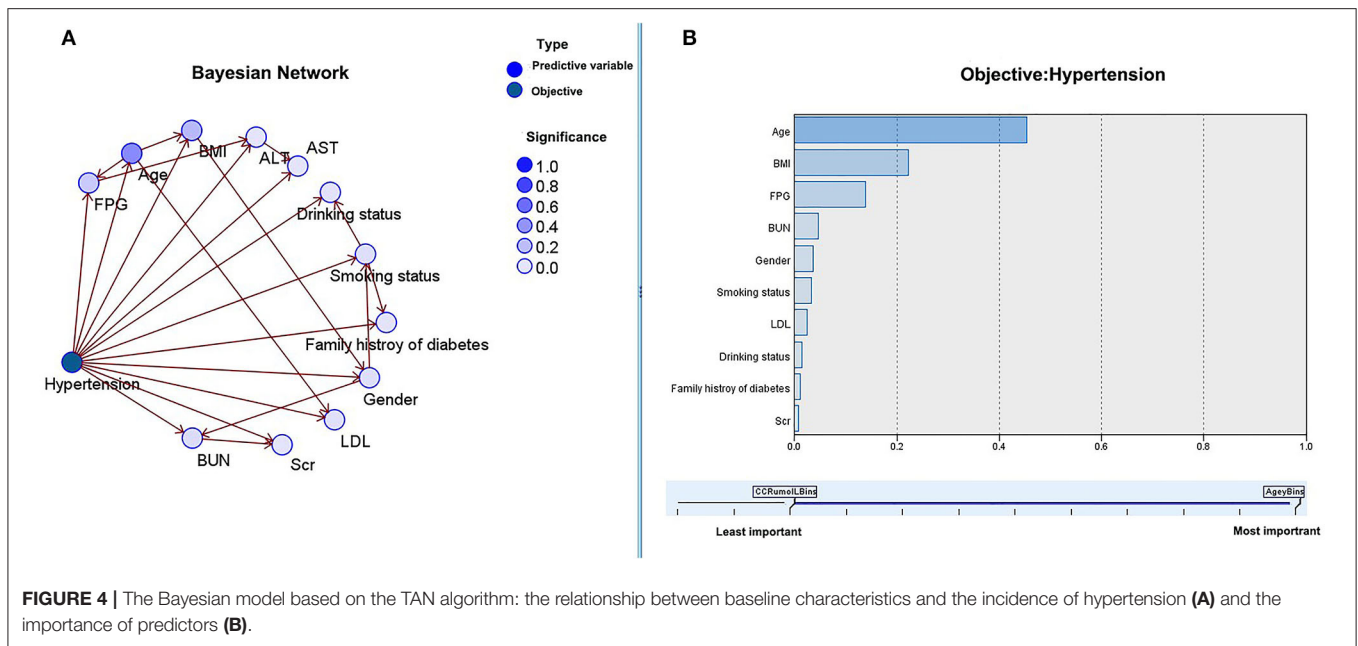 A
Bayesian Network
Type
Predictive variable
Objective
Significance
1.0
0.8
0.6
0.4
0.2
0.0
BMI
ALT
AST
Age
FPG
Drinking status
Smoking status
Family histroy of diabetes
Hypertension
Gender
LDL
BUN
Scr
B
Objective:Hypertension
Age
BMI
FPG
BUN
Gender
Smoking status
LDL
Drinking status
Family histroy of diabetes
Scr
0.0 0.2 0.4 0.6 0.8 1.0
CCRumolLBins AgeyBins
Least important Most importrant
FIGURE 4 | The Bayesian model based on the TAN algorithm: the relationship between baseline characteristics and the incidence of hypertension (A) and the
importance of predictors (B).